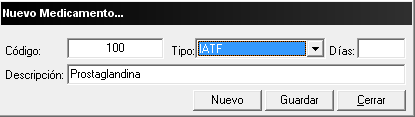 Nuevo Medicamento...
Código: 100 Tipo: IATF Días:
Descripción: Prostaglandina
Nuevo Guardar Cerrar